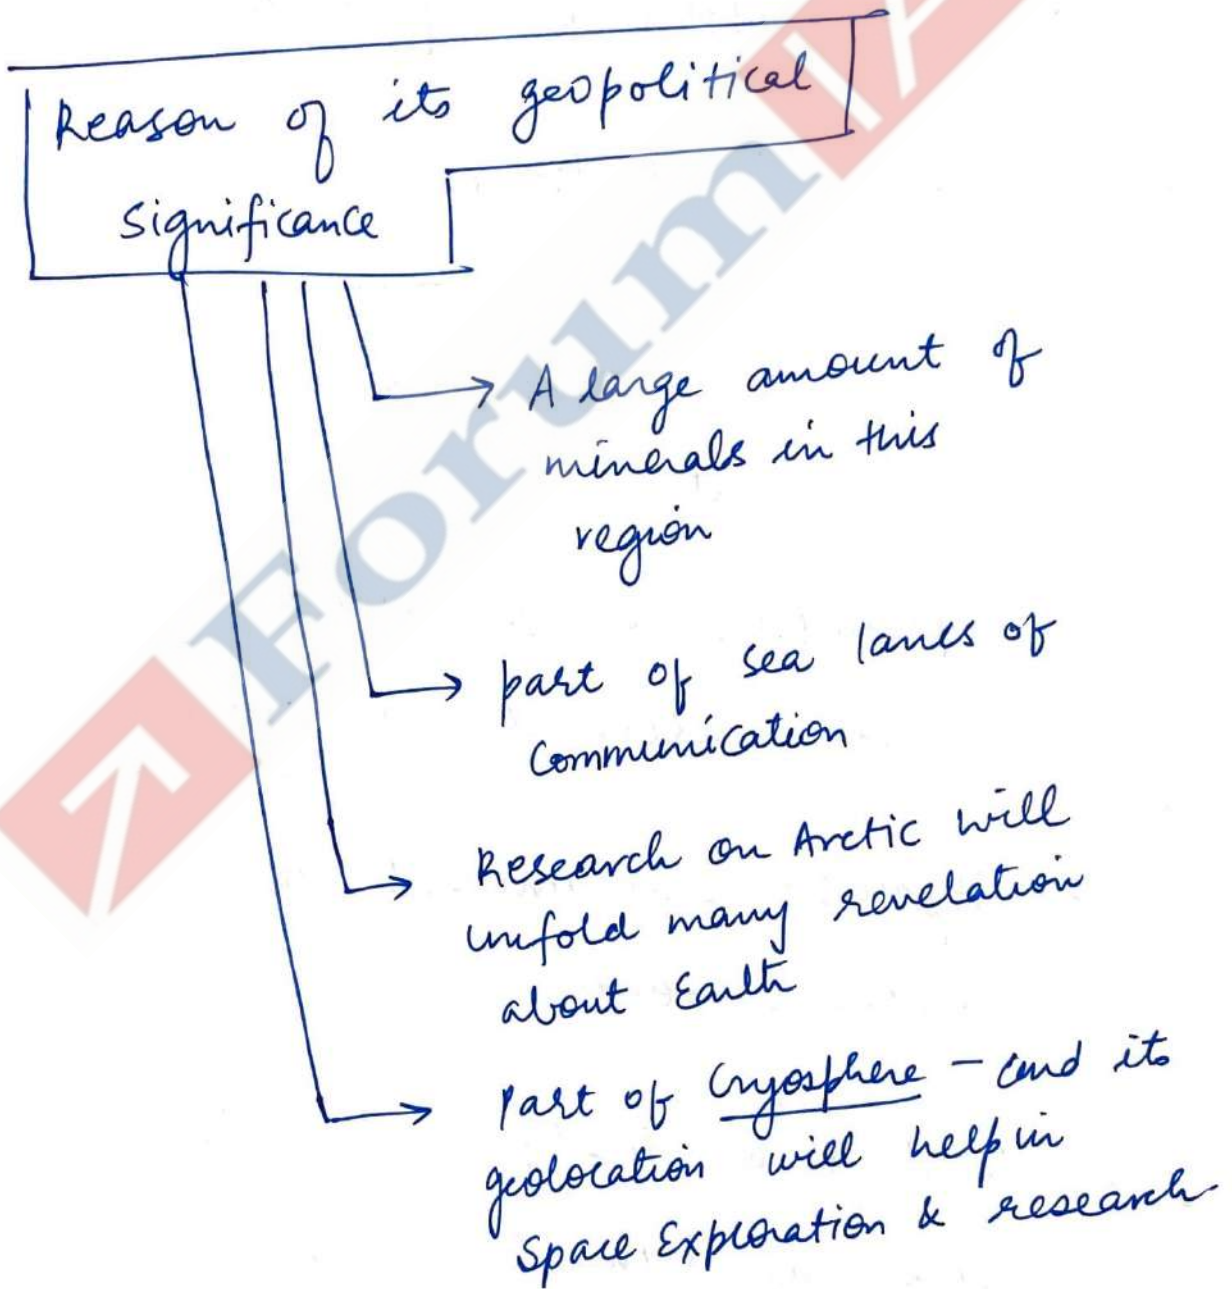 Reason of its geopolitical
significance
A large amount of
minerals in this
region
part of sea lanes of
Communication
Research on Arctic will
unfold many revelation
about Earth
Part of Cryosphere - and its
geolocation will help in
Space Exploration & research
Forum